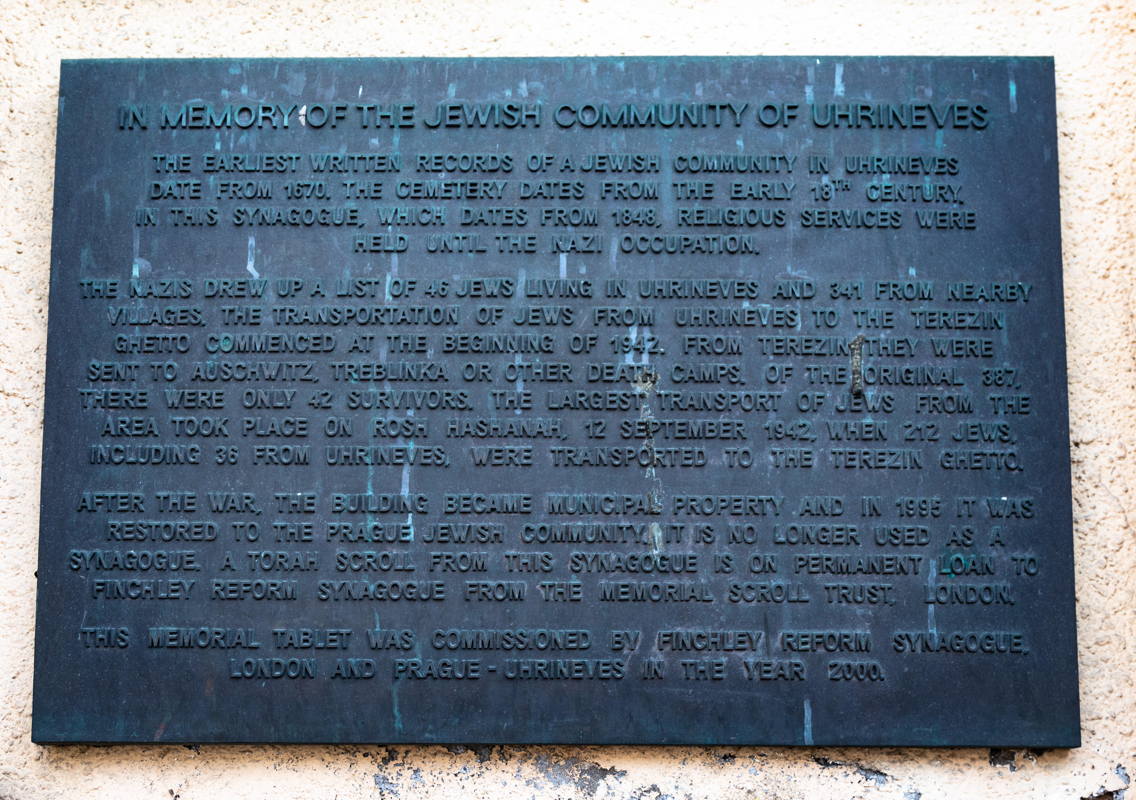 IN MEMORY OF THE JEWISH COMMUNITY OF UHRINEVES
THE EARLIEST WRITTEN RECORDS OF A JEWISH COMMUNITY IN UHRINEVES
DATE FROM 1670. THE CEMETERY DATES FROM THE EARLY 18TH CENTURY.
IN THIS SYNAGOGUE, WHICH DATES FROM 1848, RELIGIOUS SERVICES WERE
HELD UNTIL THE NAZI OCCUPATION.
THE NAZIS DREW UP A LIST OF 46 JEWS LIVING IN UHRINEVES AND 341 FROM NEARBY
VILLAGES. THE TRANSPORTATION OF JEWS FROM UHRINEVES TO THE TEREZIN
GHETTO COMMENCED AT THE BEGINNING OF 1942. FROM TEREZIN THEY WERE
SENT TO AUSCHWITZ, TREBLINKA OR OTHER DEATH CAMPS. OF THE ORIGINAL 387,
THERE WERE ONLY 42 SURVIVORS. THE LARGEST TRANSPORT OF JEWS FROM THE
AREA TOOK PLACE ON ROSH HASHANAH, 12 SEPTEMBER 1942, WHEN 212 JEWS,
INCLUDING 36 FROM UHRINEVES, WERE TRANSPORTED TO THE TEREZIN GHETTO.
AFTER THE WAR, THE BUILDING BECAME MUNICIPAL PROPERTY AND IN 1995 IT WAS
RESTORED TO THE PRAGUE JEWISH COMMUNITY. IT IS NO LONGER USED AS A
SYNAGOGUE. A TORAH SCROLL FROM THIS SYNAGOGUE IS ON PERMANENT LOAN TO
FINCHLEY REFORM SYNAGOGUE FROM THE MEMORIAL SCROLL TRUST, LONDON.
THIS MEMORIAL TABLET WAS COMMISSIONED BY FINCHLEY REFORM SYNAGOGUE,
LONDON AND PRAGUE - UHRINEVES IN THE YEAR 2000.